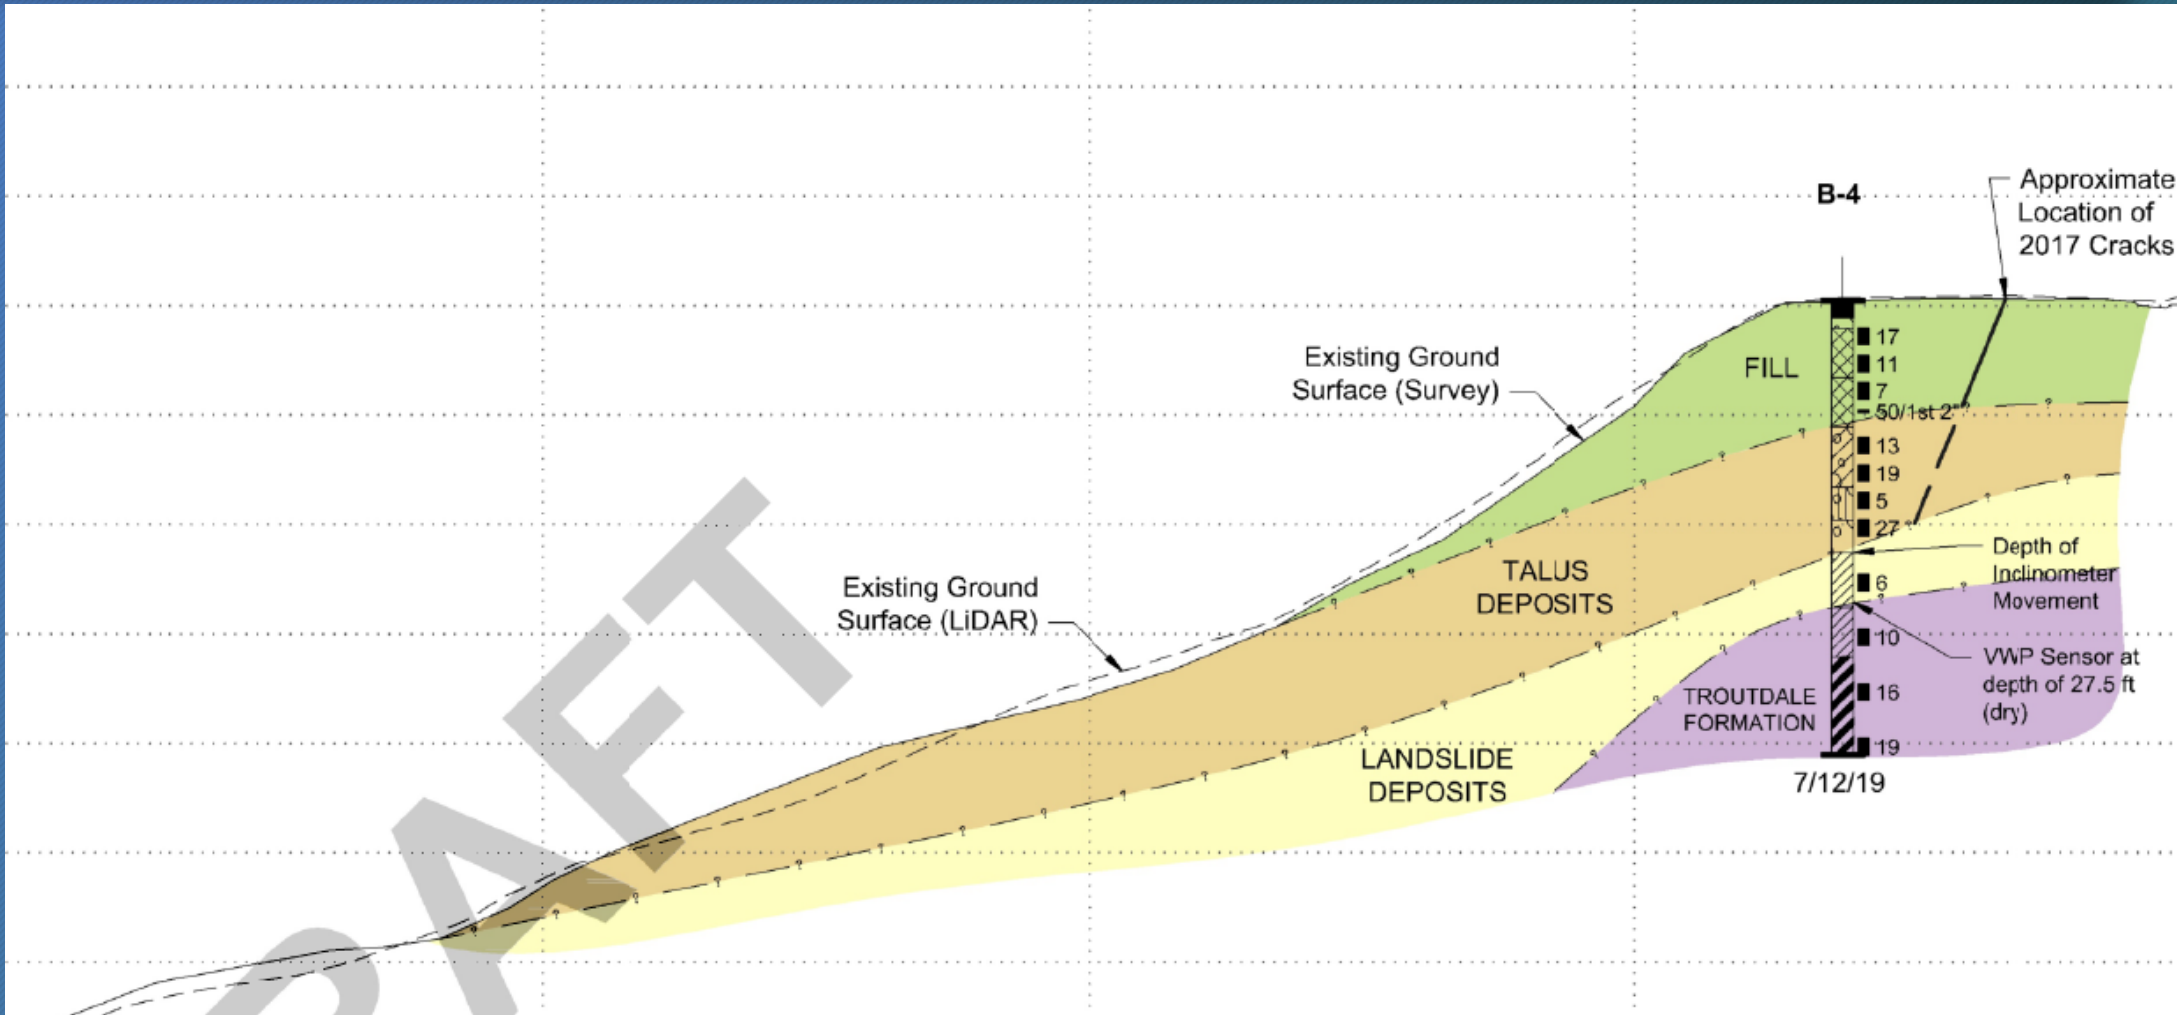 B-4
Approximate
Location of
2017 Cracks
17
11
7
50/1st 2"
13
19
5
27
6
10
16
19
7/12/19
FILL
Existing Ground
Surface (Survey)
TALUS
DEPOSITS
Existing Ground
Surface (LiDAR)
Depth of
Inclinometer
Movement
VWP Sensor at
depth of 27.5 ft
(dry)
TROUTDALE
FORMATION
LANDSLIDE
DEPOSITS
DRAFT